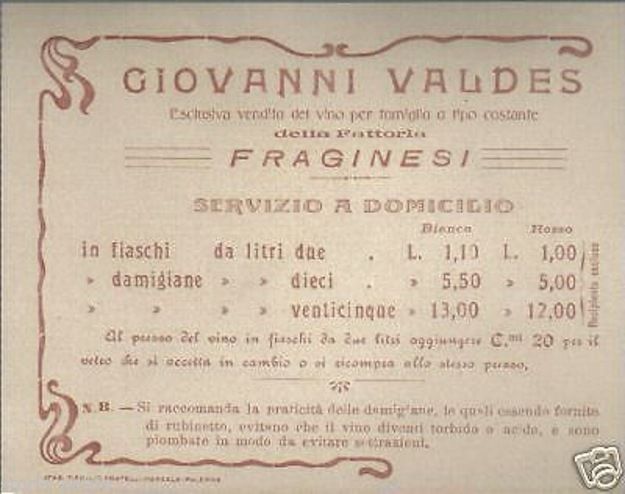 GIOVANNI VALDES
Esclusiva vendita del vino per famiglia a tipo costante
della Fattoria
FRAGINESI
SERVIZIO A DOMICILIO
Bianco Rosso
in fiaschi da litri due . L. 1,10 L. 1,00
» damigiane » » dieci . » 5,50 » 5,00
» » » » venticinque » 13,00 » 12,00
Recipiente escluso
Al prezzo del vino in fiaschi da due litri aggiungere C.mi 20 per il
vetro che si accetta in cambio o si ricompra allo stesso prezzo.
N. B. — Si raccomanda la praticità delle damigiane, le quali essendo fornite
di rubinetto, evitano che il vino diventi torbido o acido, e sono
piombate in modo da evitare sottrazioni.